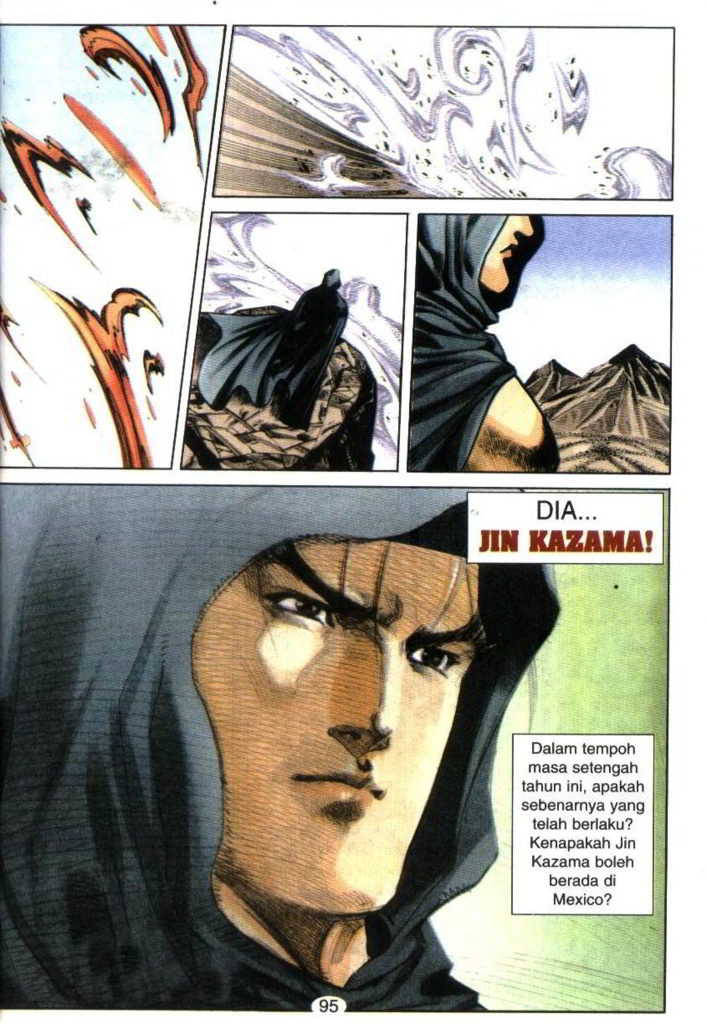 DIA...
JIN KAZAMA!
Dalam tempoh
masa setengah
tahun ini, apakah
sebenarnya yang
telah berlaku?
Kenapakah Jin
Kazama boleh
berada di
Mexico?
95